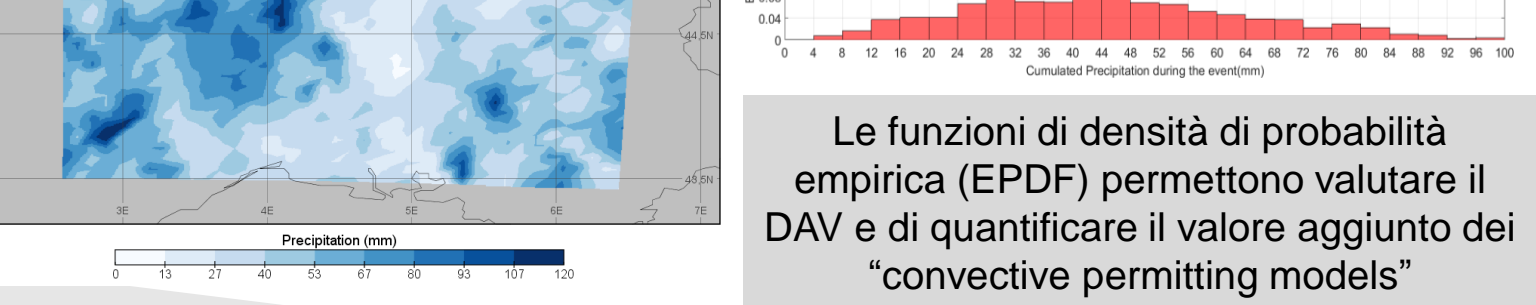 44.5N
43.5N
3E 4E 5E 6E 7E
Precipitation (mm)
0 13 27 40 53 67 80 93 107 120
0.04
0
0 4 8 12 16 20 24 28 32 36 40 44 48 52 56 60 64 68 72 76 80 84 88 92 96 100
Cumulated Precipitation during the event(mm)
Le funzioni di densità di probabilità
empirica (EPDF) permettono valutare il
DAV e di quantificare il valore aggiunto dei
“convective permitting models”